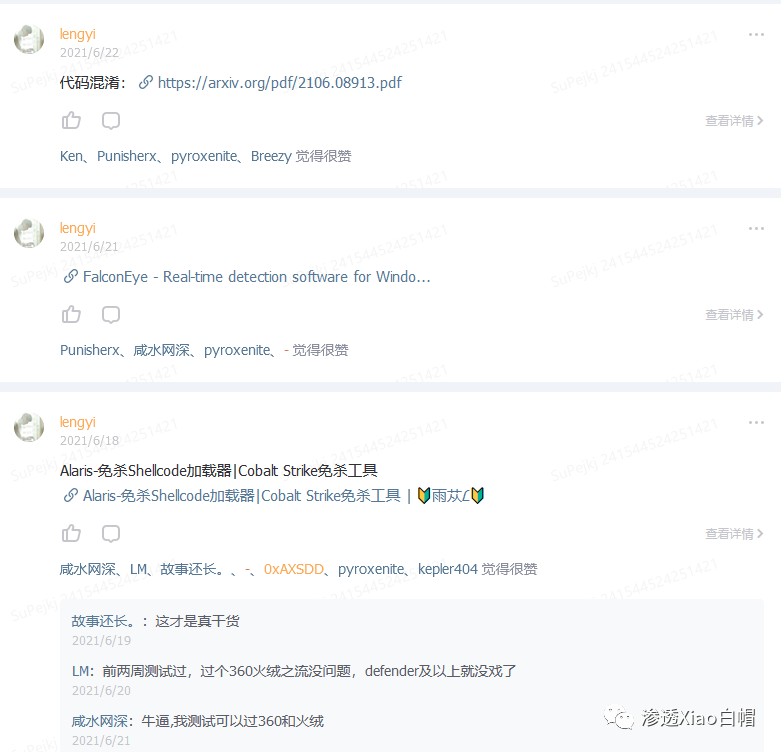 lengyi
2021/6/22
代码混淆： https://arxiv.org/pdf/2106.08913.pdf
查看详情
Ken、Punisherx、pyroxenite、Breezy 觉得很赞
lengyi
2021/6/21
FalconEye - Real-time detection software for Windo...
查看详情
Punisherx、咸水网深、pyroxenite、- 觉得很赞
lengyi
2021/6/18
Alaris-免杀Shellcode加载器|Cobalt Strike免杀工具
Alaris-免杀Shellcode加载器|Cobalt Strike免杀工具 | 🔰雨苁ℒ🔰
查看详情
咸水网深、LM、故事还长。、-、0xAXSDD、pyroxenite、kepler404 觉得很赞
故事还长。：这才是真干货
2021/6/19
LM：前两周测试过，过个360火绒之流没问题，defender及以上就没戏了
2021/6/20
咸水网深：牛逼,我测试可以过360和火绒
2021/6/21
渗透Xiao白帽